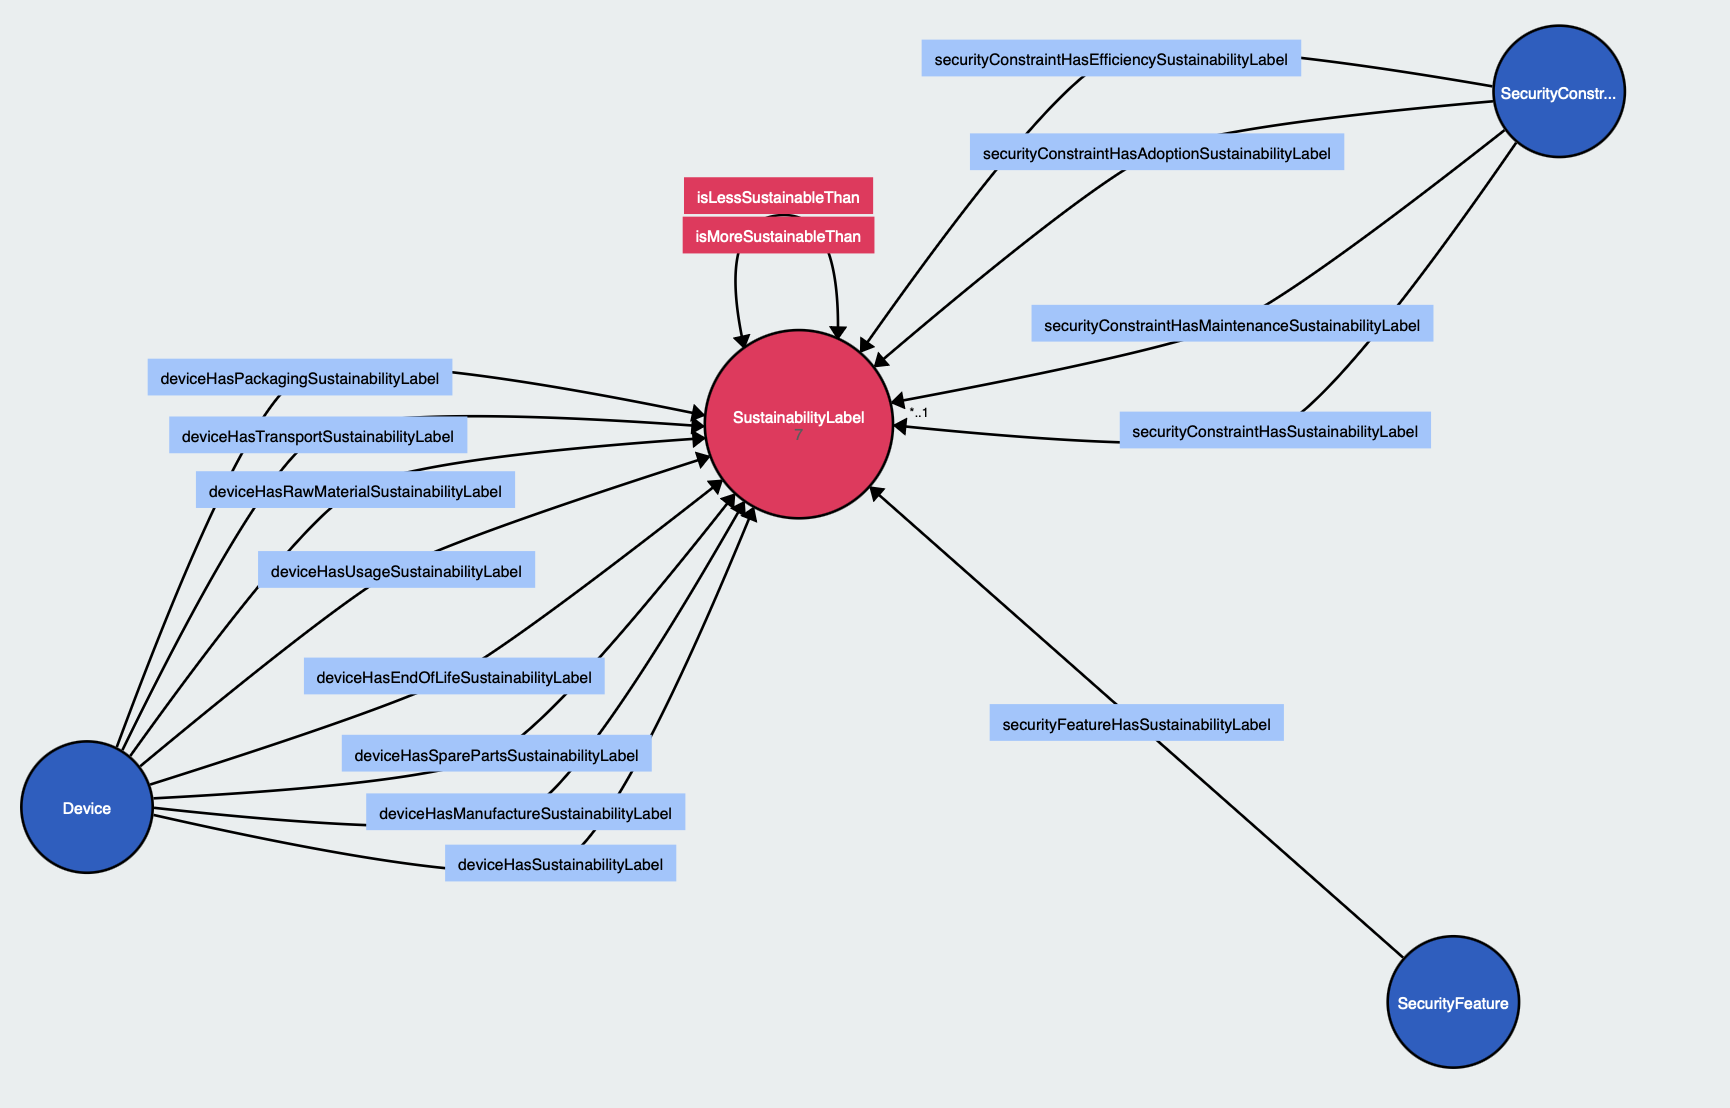 securityConstraintHasEfficiencySustainabilityLabel
SecurityConstr...
securityConstraintHasAdoptionSustainabilityLabel
isLessSustainableThan
isMoreSustainableThan
securityConstraintHasMaintenanceSustainabilityLabel
deviceHasPackagingSustainabilityLabel
*..1
SustainabilityLabel
7
securityConstraintHasSustainabilityLabel
deviceHasTransportSustainabilityLabel
deviceHasRawMaterialSustainabilityLabel
deviceHasUsageSustainabilityLabel
deviceHasEndOfLifeSustainabilityLabel
securityFeatureHasSustainabilityLabel
deviceHasSparePartsSustainabilityLabel
Device
deviceHasManufactureSustainabilityLabel
deviceHasSustainabilityLabel
SecurityFeature